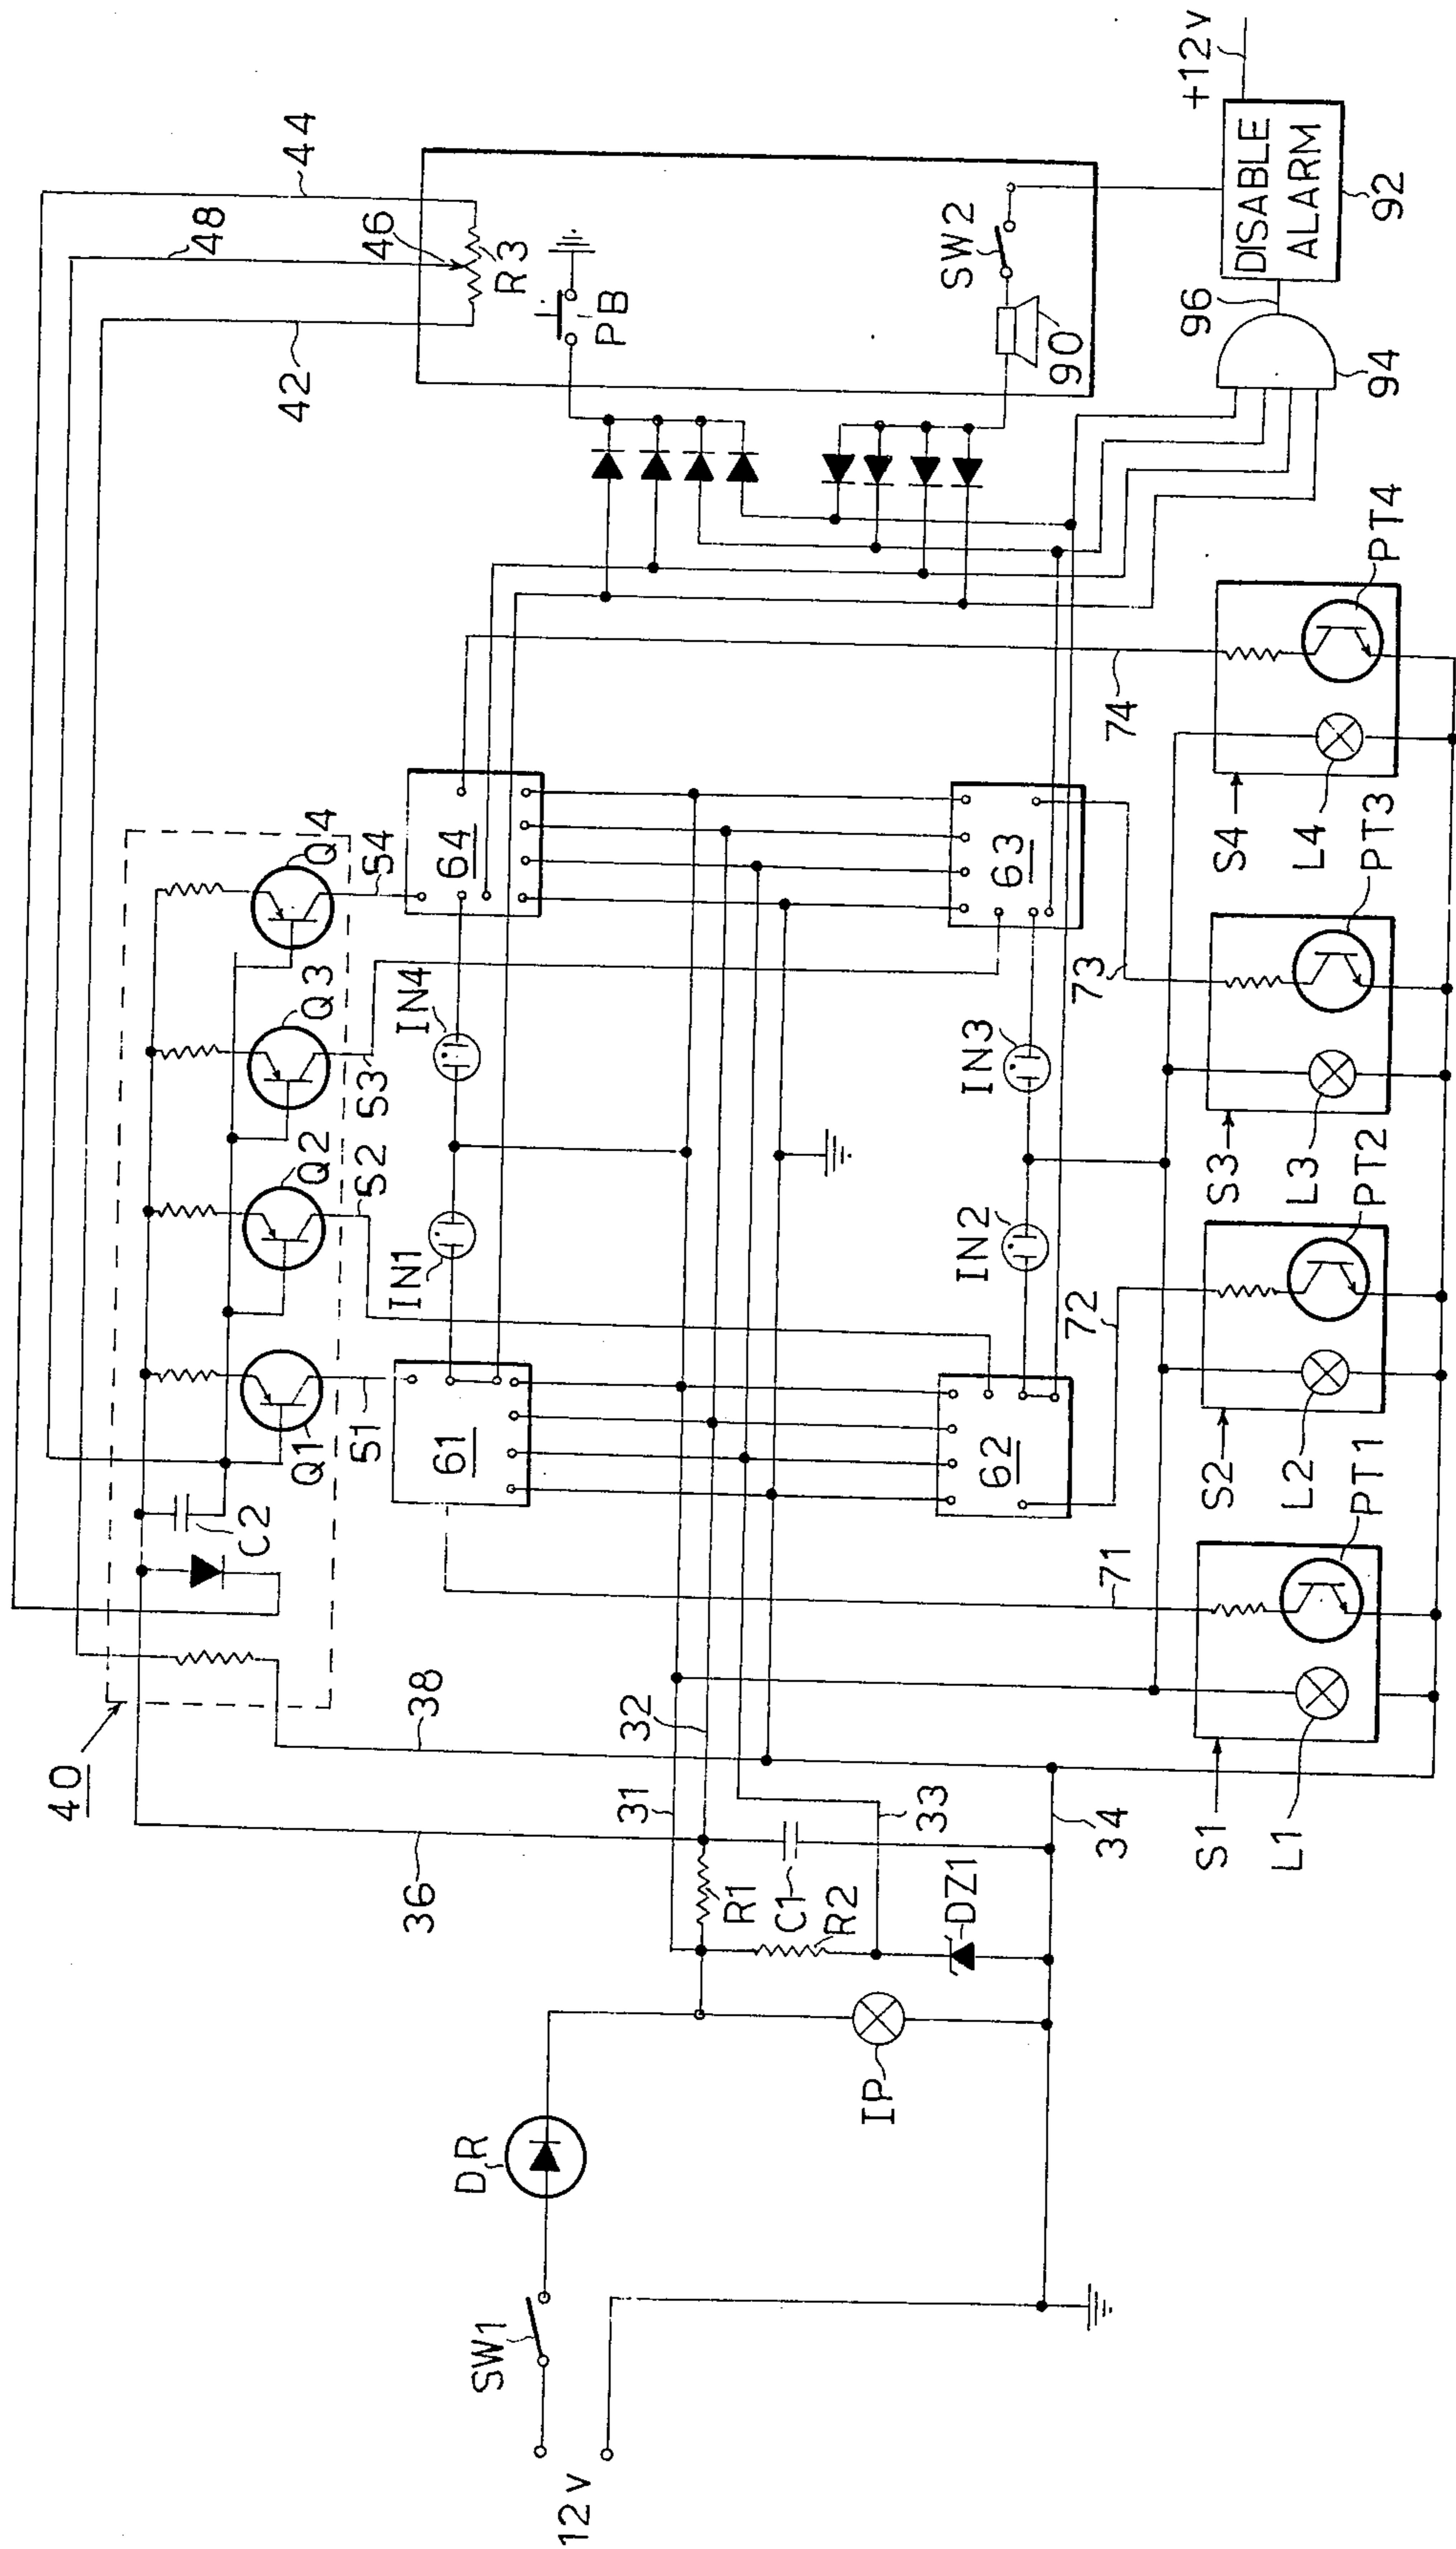 44
48
46
R3
42
PB
SW2
90
+12v
DISABLE
ALARM
92
96
94
40
Q4
54
Q3
53
Q2
52
Q1
51
C2
64
63
IN4
IN3
IN1
IN2
61
62
74
73
72
71
PT4
S4
L4
PT3
S3
L3
PT2
S2
L2
PT1
S1
L1
38
36
32
31
33
34
R1
C1
R2
DZ1
IP
DR
SW1
12v